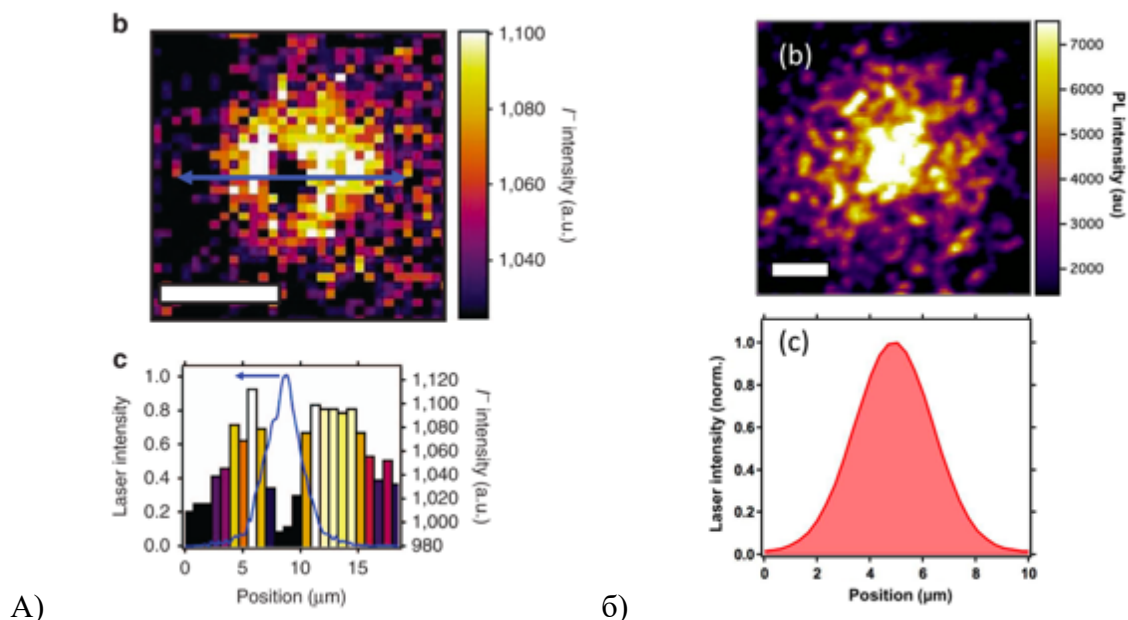 b
1,100
1,080
1,060
1,040
I⁻ intensity (a.u.)
c
1.0
0.8
0.6
0.4
0.2
0.0
Laser intensity
1,120
1,100
1,080
1,060
1,040
1,020
1,000
980
I⁻ intensity (a.u.)
0 5 10 15
Position (μm)
А)
(b)
7000
6000
5000
4000
3000
2000
PL intensity (au)
(c)
1.0
0.8
0.6
0.4
0.2
0.0
Laser intensity (norm.)
0 2 4 6 8 10
Position (μm)
б)